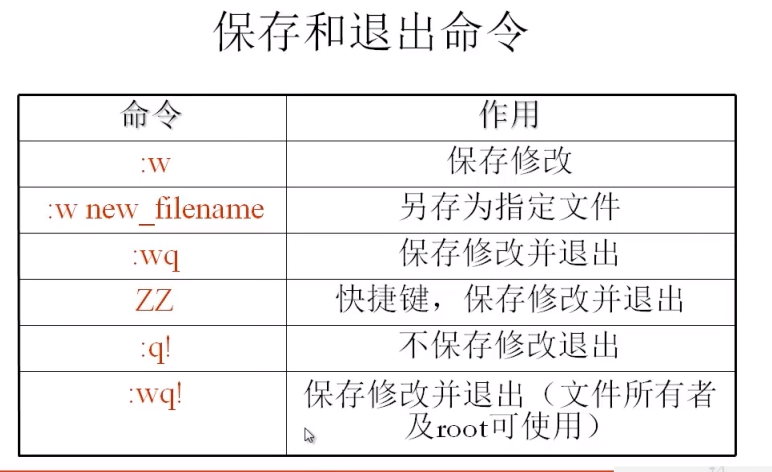 保存和退出命令
命令 作用
:w 保存修改
:w new_filename 另存为指定文件
:wq 保存修改并退出
ZZ 快捷键，保存修改并退出
:q! 不保存修改退出
:wq! 保存修改并退出（文件所有者
及root可使用）